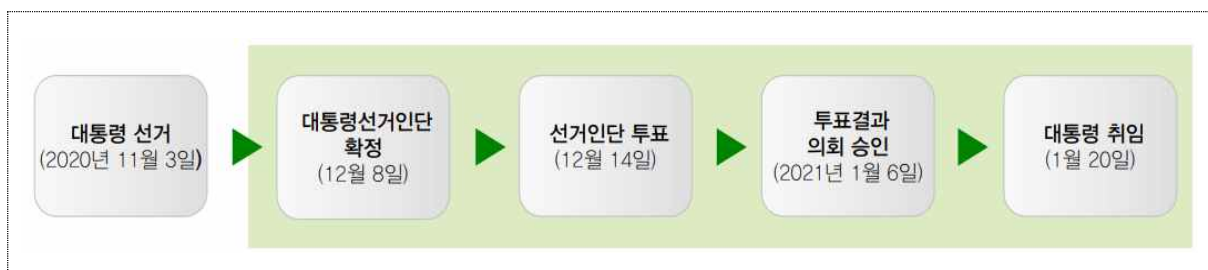 대통령 선거
(2020년 11월 3일)
대통령선거인단
확정
(12월 8일)
선거인단 투표
(12월 14일)
투표결과
의회 승인
(2021년 1월 6일)
대통령 취임
(1월 20일)